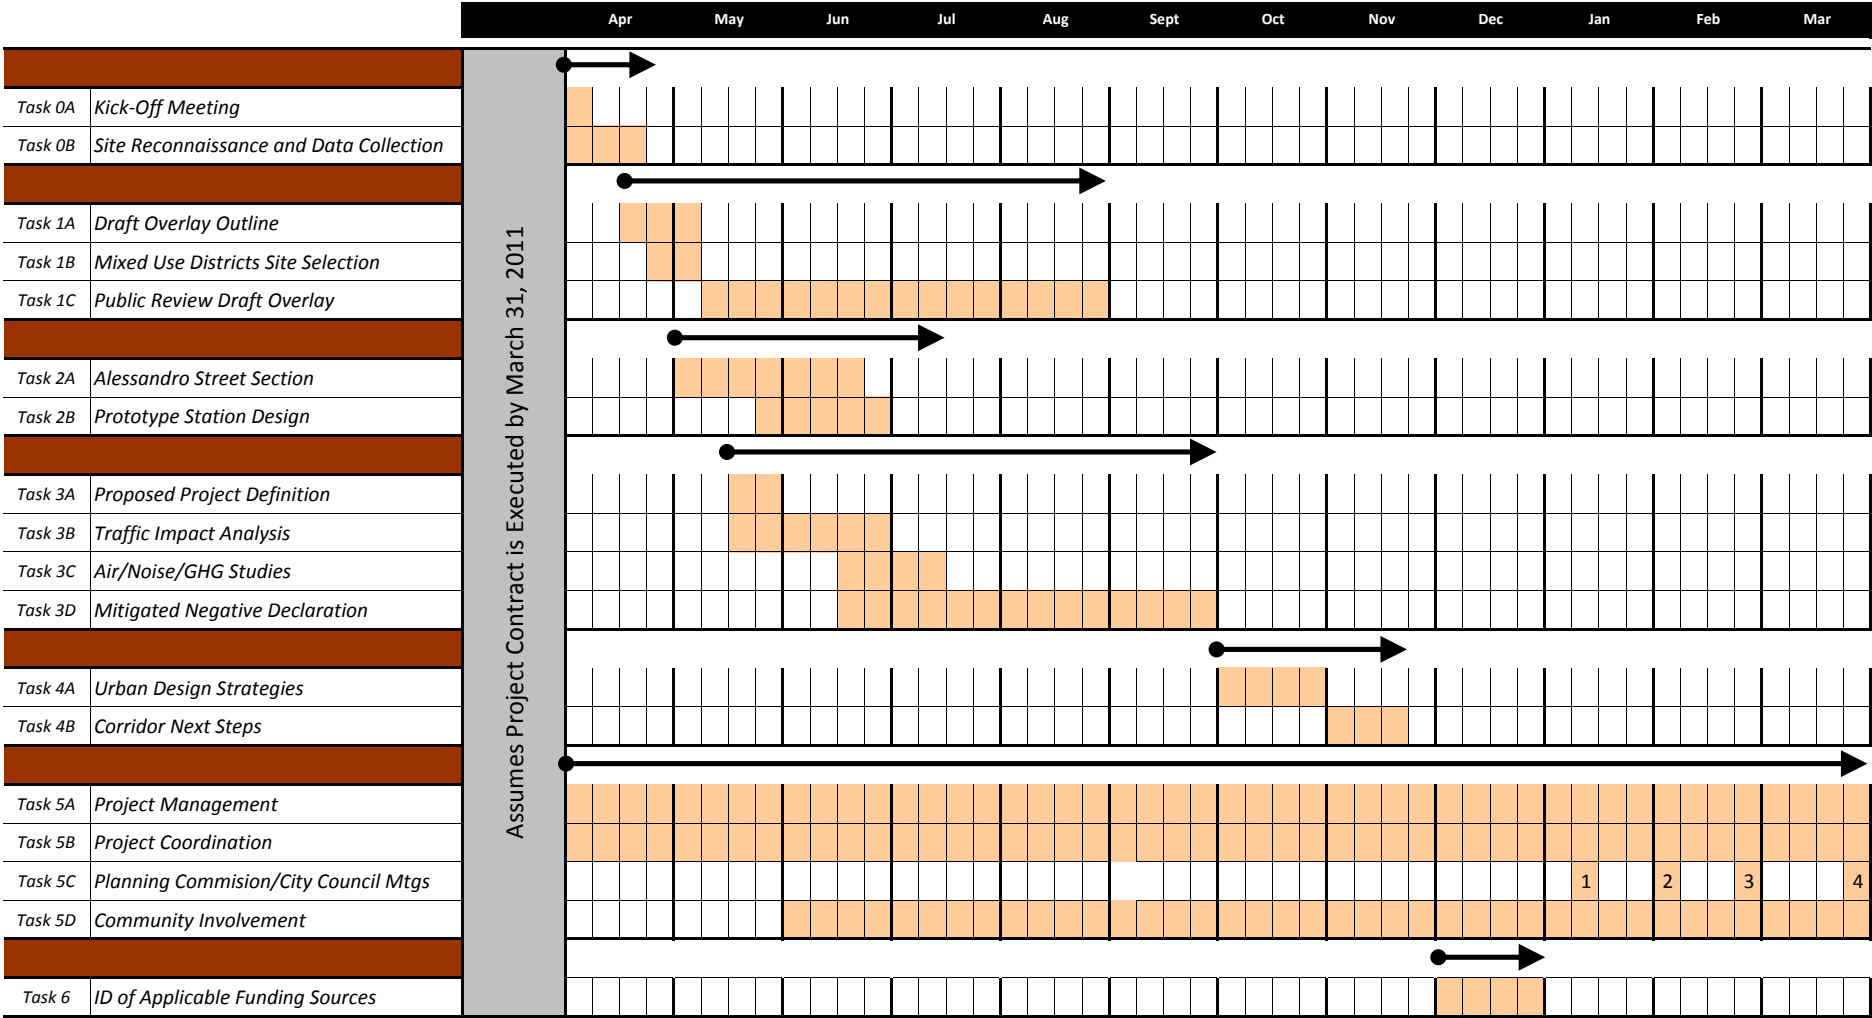 Apr May Jun Jul Aug Sept Oct Nov Dec Jan Feb Mar
Assumes Project Contract is Executed by March 31, 2011
Task 0A Kick-Off Meeting
Task 0B Site Reconnaissance and Data Collection
Task 1A Draft Overlay Outline
Task 1B Mixed Use Districts Site Selection
Task 1C Public Review Draft Overlay
Task 2A Alessandro Street Section
Task 2B Prototype Station Design
Task 3A Proposed Project Definition
Task 3B Traffic Impact Analysis
Task 3C Air/Noise/GHG Studies
Task 3D Mitigated Negative Declaration
Task 4A Urban Design Strategies
Task 4B Corridor Next Steps
Task 5A Project Management
Task 5B Project Coordination
Task 5C Planning Commision/City Council Mtgs 1 2 3 4
Task 5D Community Involvement
Task 6 ID of Applicable Funding Sources